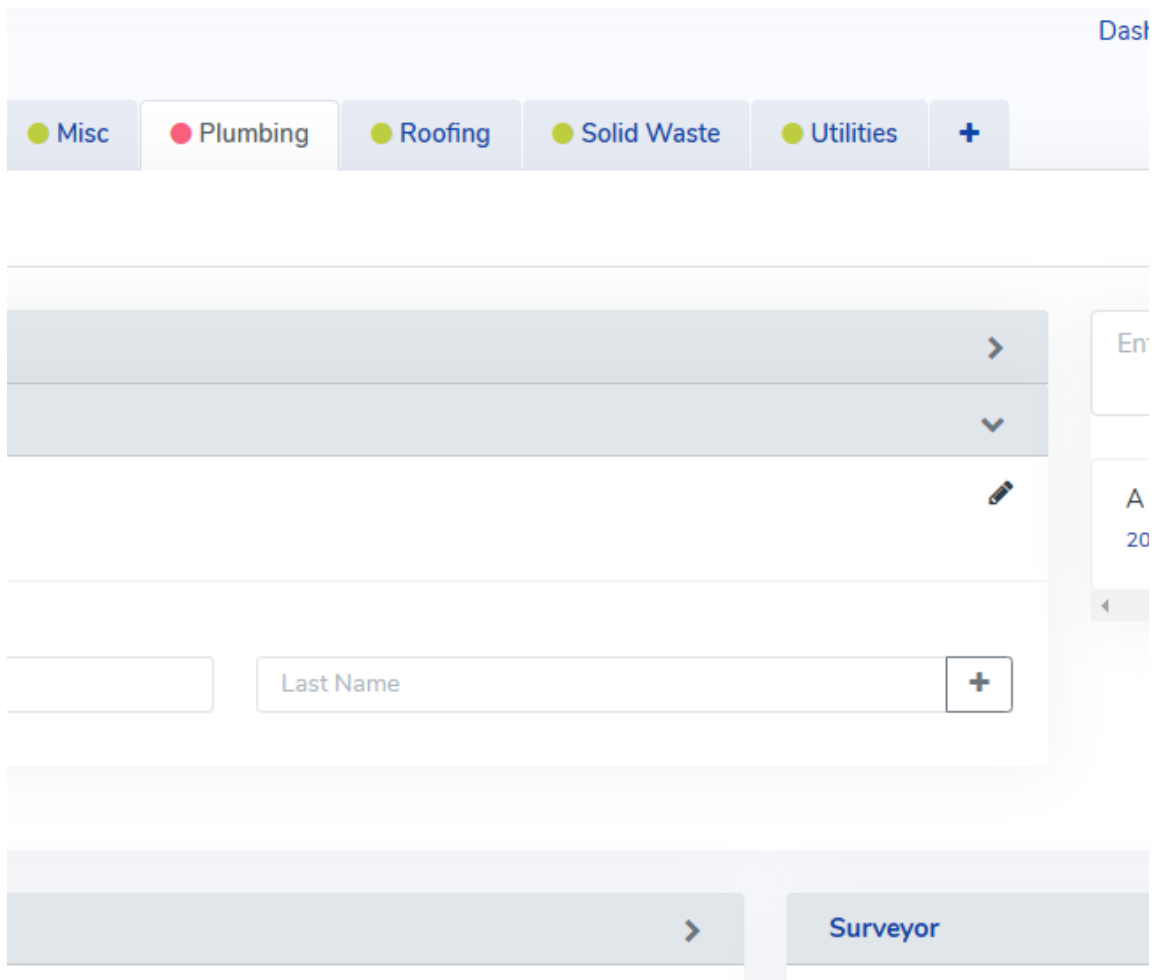 Dash
Misc Plumbing Roofing Solid Waste Utilities +
Ent
A
20
Last Name +
Surveyor